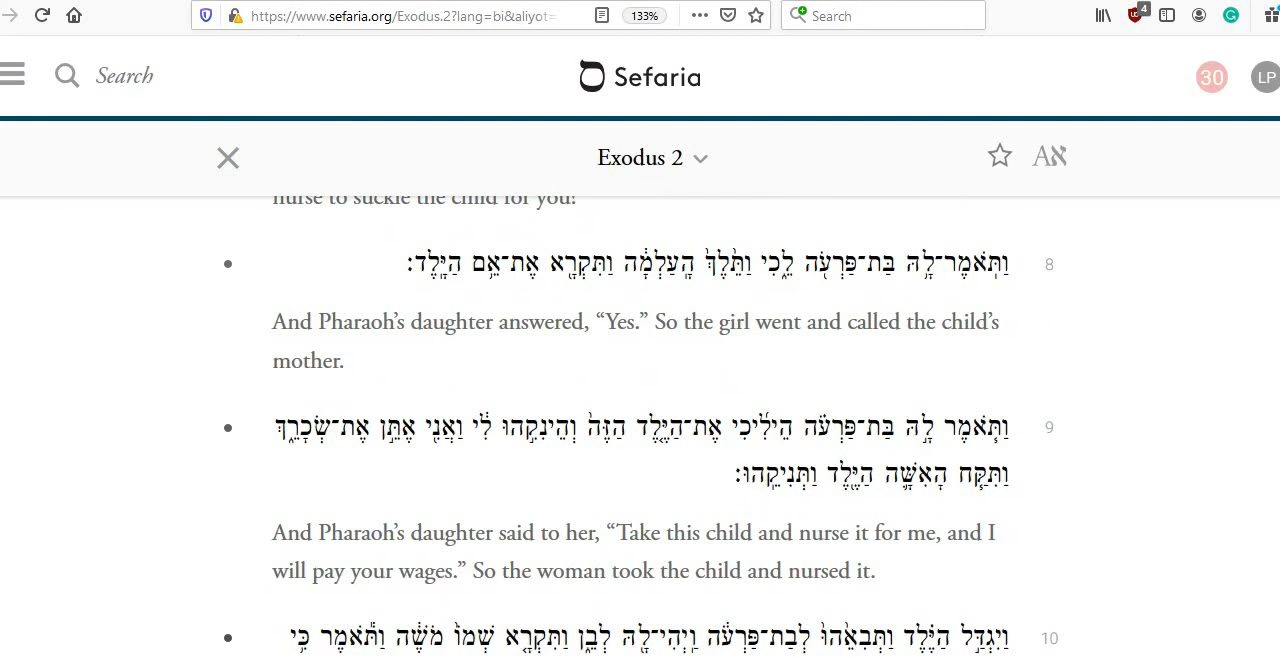 https://www.sefaria.org/Exodus.2?lang=bi&aliyot=
133%
Search
4
Search
Sefaria
30
LP
Exodus 2
Aא
nurse to suckle the child for you?
וַתֹּֽאמֶר־לָ֥הּ בַּת־פַּרְעֹ֖ה לֵ֑כִי וַתֵּ֙לֶךְ֙ הָֽעַלְמָ֔ה וַתִּקְרָ֖א אֶת־אֵ֥ם הַיָּֽלֶד׃ 8
And Pharaoh’s daughter answered, “Yes.” So the girl went and called the child’s
mother.
וַתֹּ֧אמֶר לָ֣הּ בַּת־פַּרְעֹ֗ה הֵילִ֜יכִי אֶת־הַיֶּ֤לֶד הַזֶּה֙ וְהֵינִקִ֣הוּ לִ֔י וַאֲנִ֖י אֶתֵּ֣ן אֶת־שְׂכָרֵ֑ךְ 9
וַתִּקַּ֧ח הָאִשָּׁ֛ה הַיֶּ֖לֶד וַתְּנִיקֵֽהוּ׃
And Pharaoh’s daughter said to her, “Take this child and nurse it for me, and I
will pay your wages.” So the woman took the child and nursed it.
וַיִּגְדַּ֣ל הַיֶּ֗לֶד וַתְּבִאֵ֙הוּ֙ לְבַת־פַּרְעֹ֔ה וַֽיְהִי־לָ֖הּ לְבֵ֑ן וַתִּקְרָ֤א שְׁמוֹ֙ מֹשֶׁ֔ה וַתֹּ֕אמֶר כִּ֥י 10